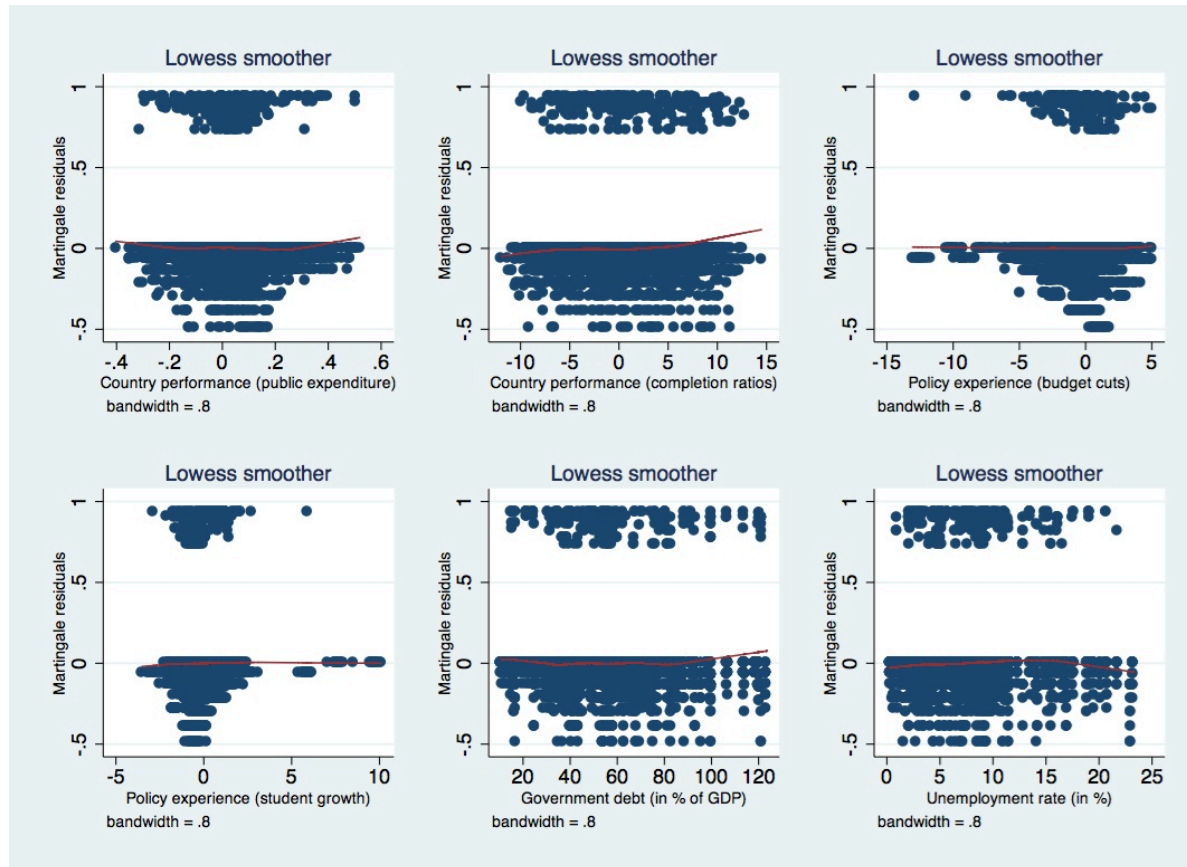 Lowess smoother
Martingale residuals
1
.5
0
-.5
-.4 -.2 0 .2 .4 .6
Country performance (public expenditure)
bandwidth = .8
Lowess smoother
Martingale residuals
1
.5
0
-.5
-10 -5 0 5 10 15
Country performance (completion ratios)
bandwidth = .8
Lowess smoother
Martingale residuals
1
.5
0
-.5
-15 -10 -5 0 5
Policy experience (budget cuts)
bandwidth = .8
Lowess smoother
Martingale residuals
1
.5
0
-.5
-5 0 5 10
Policy experience (student growth)
bandwidth = .8
Lowess smoother
Martingale residuals
1
.5
0
-.5
20 40 60 80 100 120
Government debt (in % of GDP)
bandwidth = .8
Lowess smoother
Martingale residuals
1
.5
0
-.5
0 5 10 15 20 25
Unemployment rate (in %)
bandwidth = .8